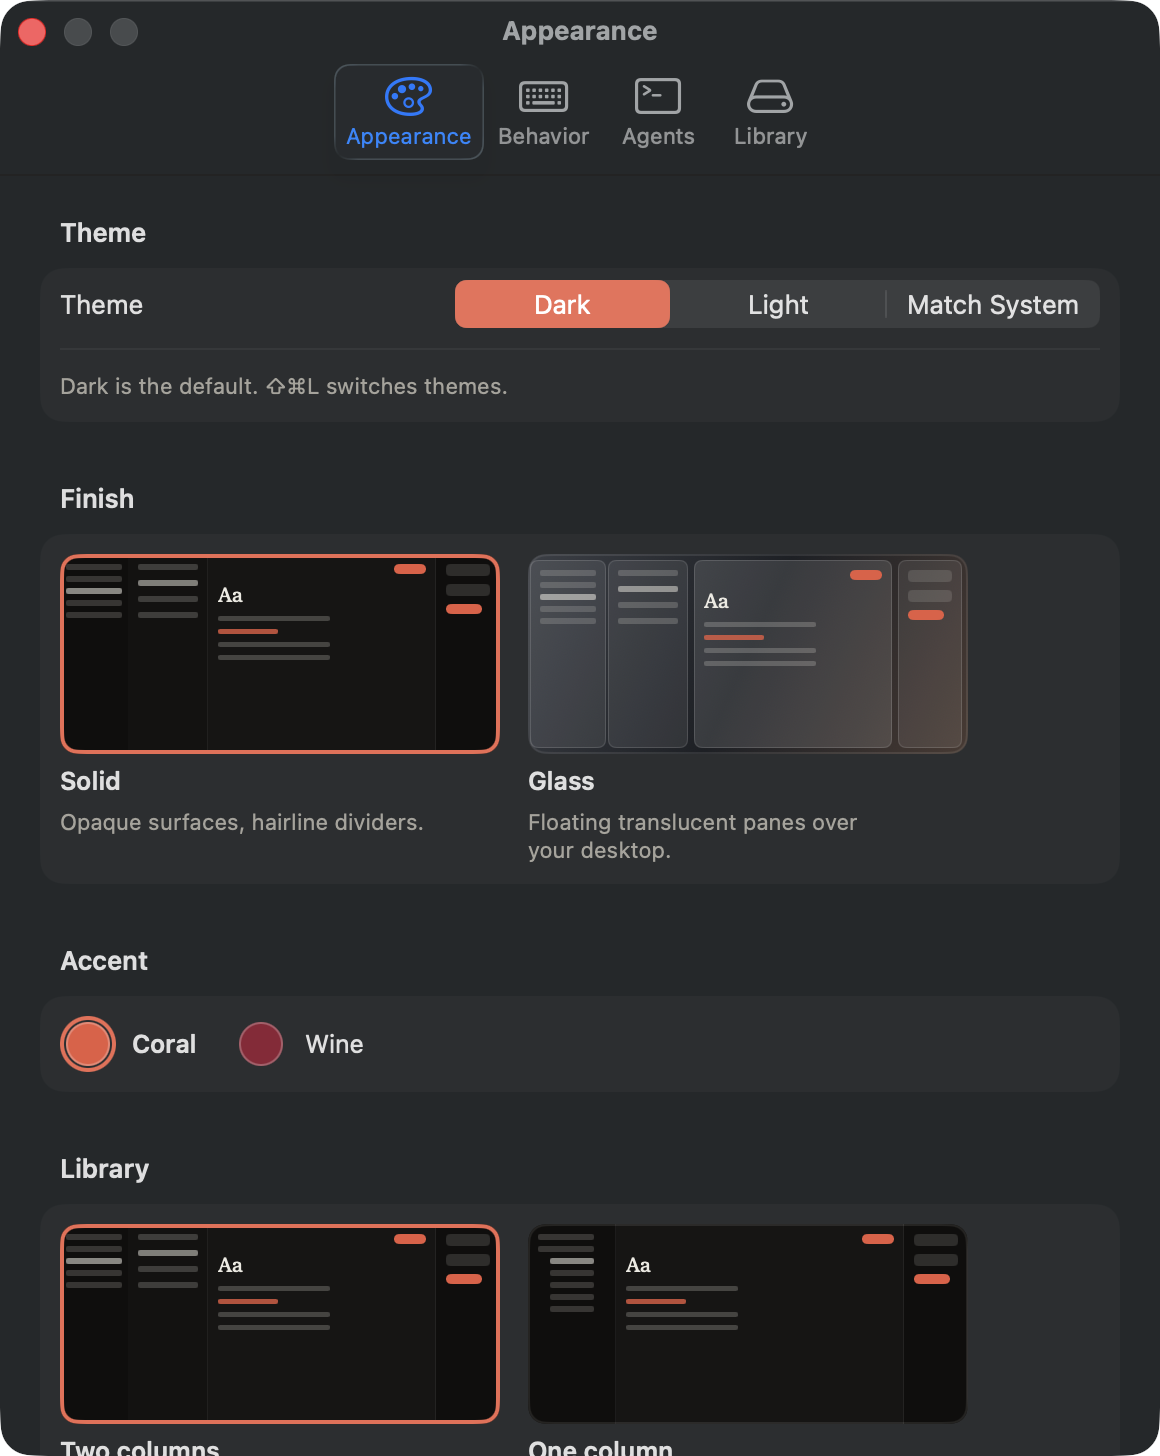 Appearance
Appearance
Behavior
Agents
Library
Theme
Theme
Dark
Light
Match System
Dark is the default. ⇧⌘L switches themes.
Finish
Aa
Aa
Solid
Glass
Opaque surfaces, hairline dividers.
Floating translucent panes over
your desktop.
Accent
Coral
Wine
Library
Aa
Aa
Two columns
One column